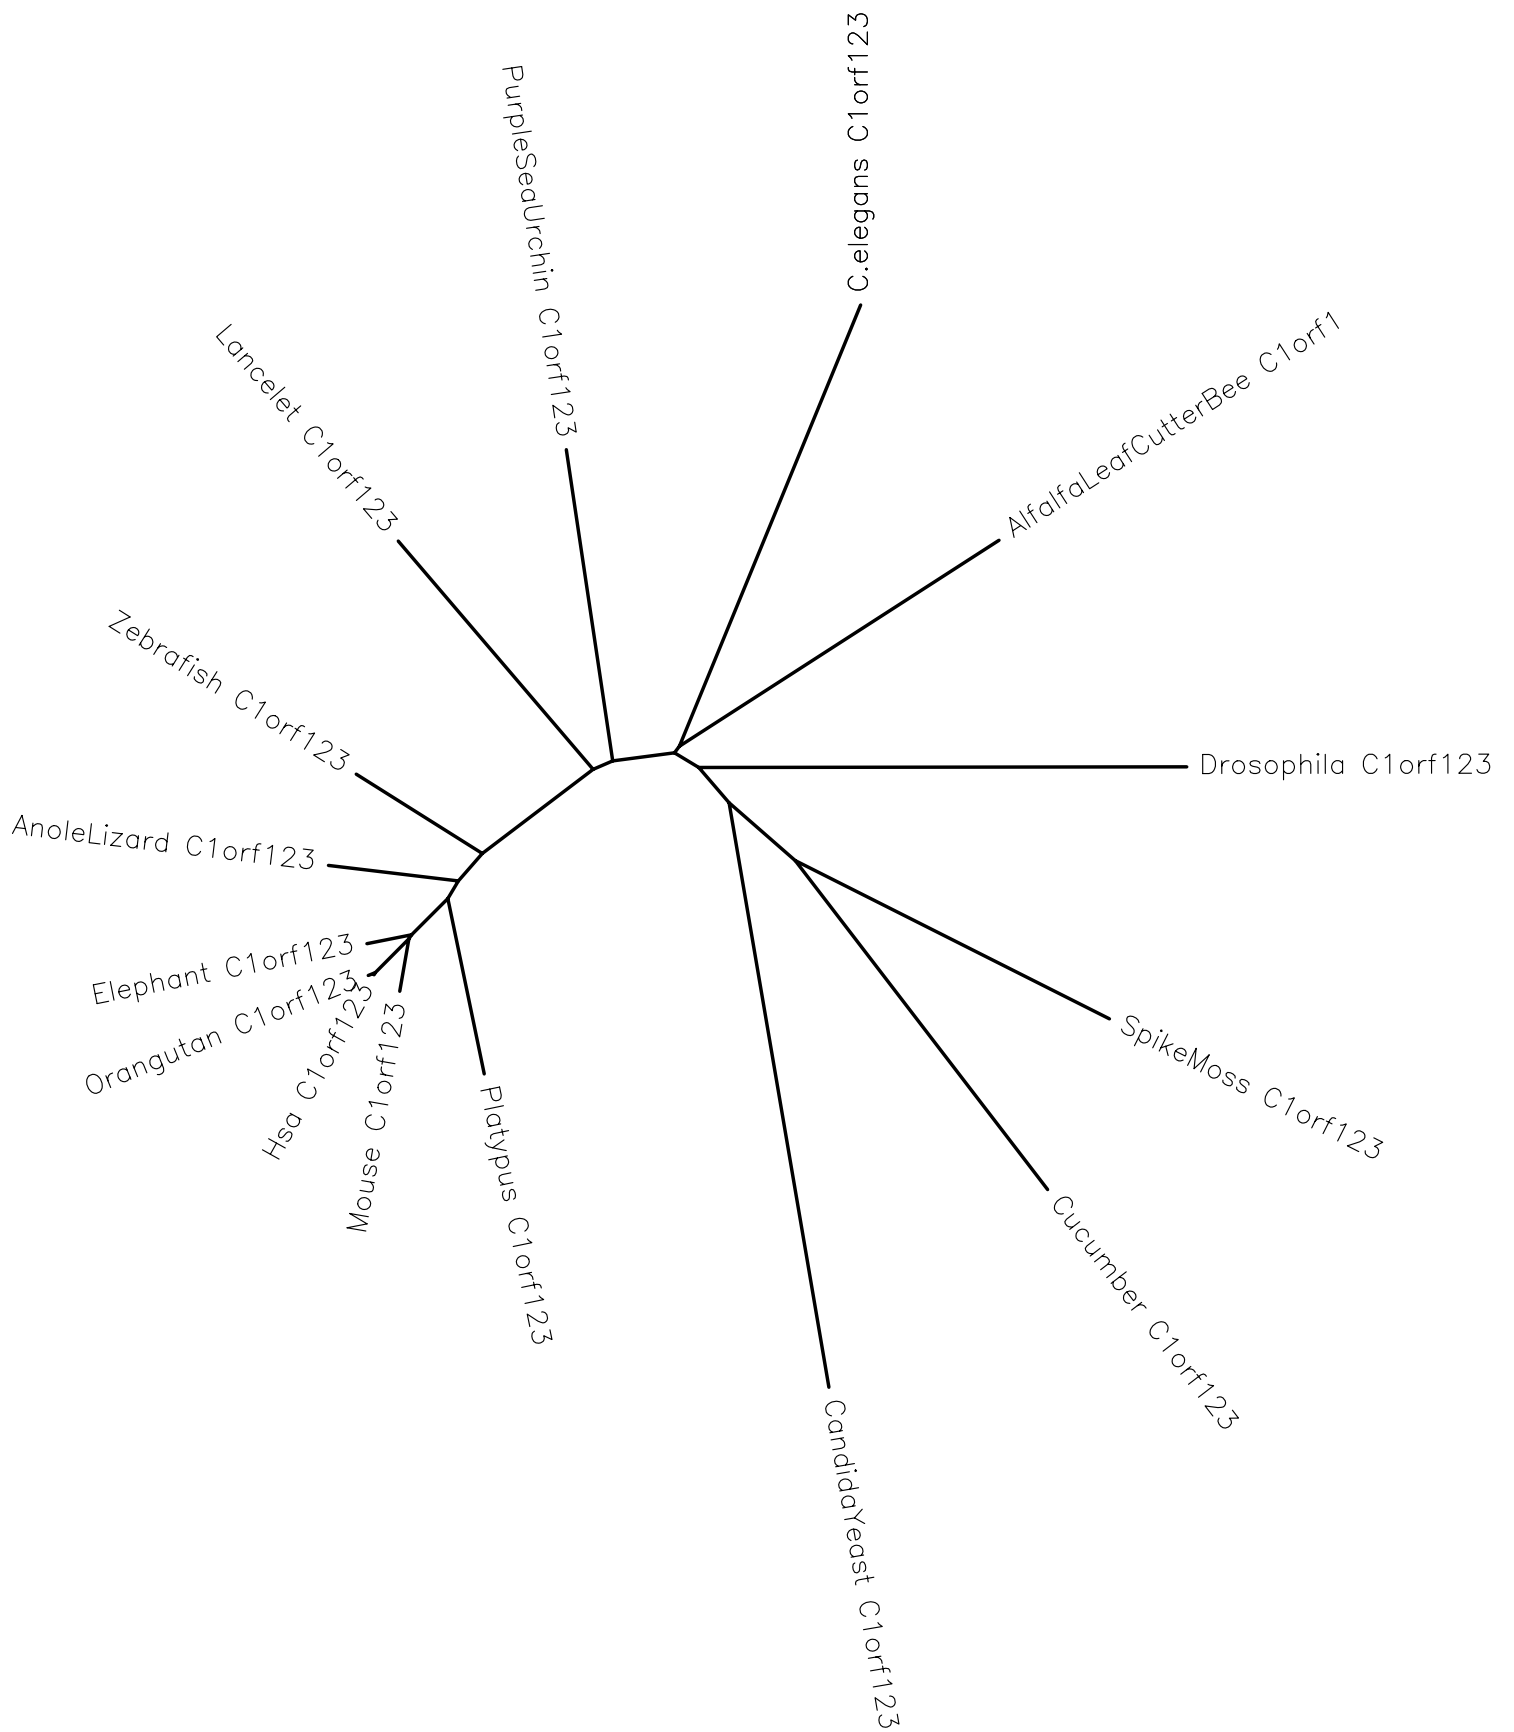 C.elegans C1orf123
PurpleSeaUrchin C1orf123
AlfalfaLeafCutterBee C1orf1
Lancelet C1orf123
Zebrafish C1orf123
Drosophila C1orf123
AnoleLizard C1orf123
Elephant C1orf123
Orangutan C1orf123
Hsa C1orf123
Mouse C1orf123
Platypus C1orf123
SpikeMoss C1orf123
Cucumber C1orf123
CandidaYeast C1orf123